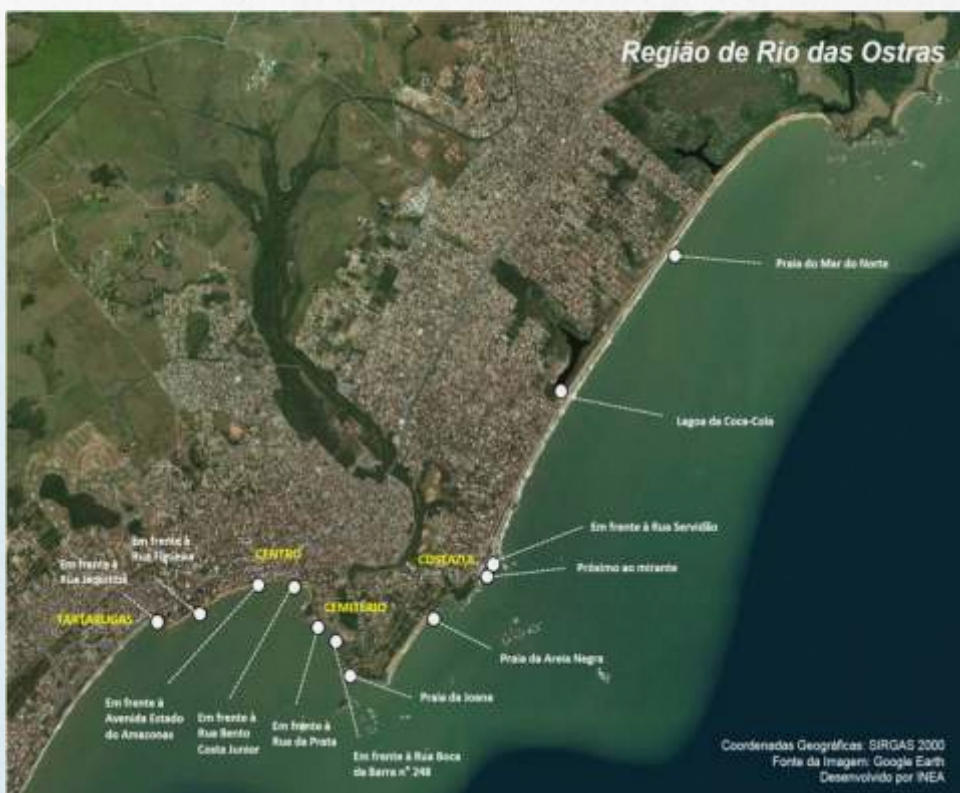 Região de Rio das Ostras
Praia do Mar do Norte
Lagoa da Coca-Cola
Em frente à Rua Servidão
COSTAZUL
Próximo ao mirante
Em frente à
Rua Figueira
CENTRO
Em frente à
Rua Jequitibá
TARTARUGAS
CEMITÉRIO
Praia da Areia Negra
Praia da Joana
Em frente à
Avenida Estado
do Amazonas
Em frente à
Rua Bento
Costa Junior
Em frente à
Rua da Prata
Em frente à Rua Boca
da Barra n° 248
Coordenadas Geográficas: SIRGAS 2000
Fonte da Imagem: Google Earth
Desenvolvido por INEA